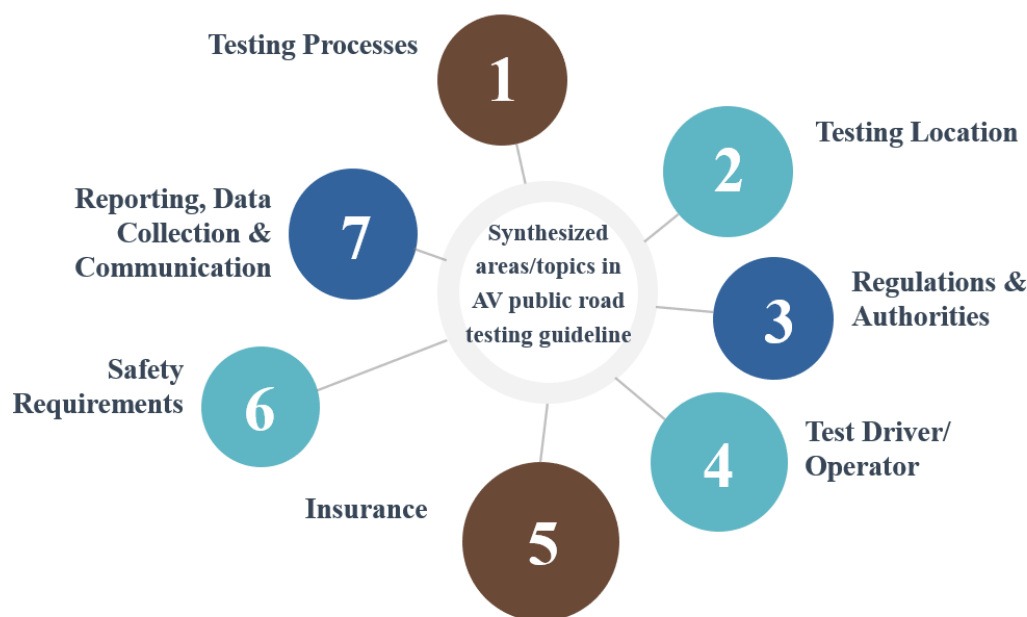 Testing Processes
1
2
Testing Location
Reporting, Data
Collection &
Communication
7
Synthesized
areas/topics in
AV public road
testing guideline
3
Regulations &
Authorities
Safety
Requirements
6
4
Test Driver/
Operator
Insurance
5